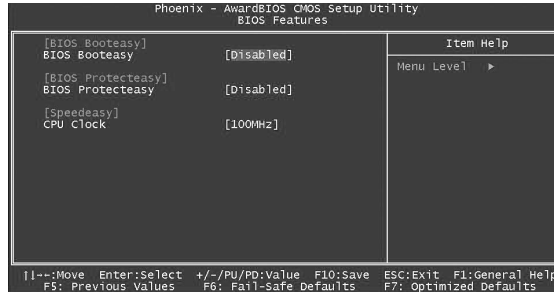 Phoenix - AwardBIOS CMOS Setup Utility
BIOS Features
[BIOS Booteasy]
BIOS Booteasy [Disabled]
[BIOS Protecteasy]
BIOS Protecteasy [Disabled]
[Speedeasy]
CPU Clock [100MHz]
Item Help
Menu Level ▶
↑↓→←:Move Enter:Select +/-/PU/PD:Value F10:Save ESC:Exit F1:General Help
F5: Previous Values F6: Fail-Safe Defaults F7: Optimized Defaults